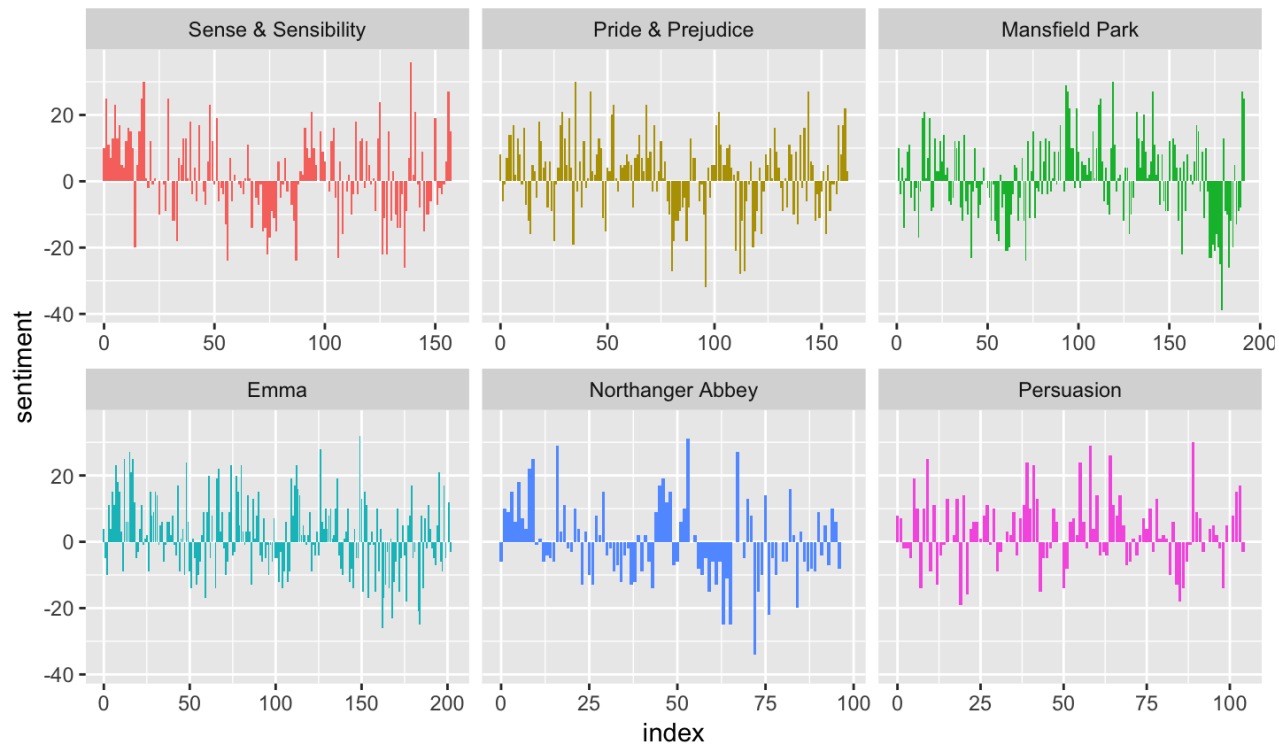 Sense & Sensibility
Pride & Prejudice
Mansfield Park
20
0
-20
-40
0 50 100 150
0 50 100 150
0 50 100 150 200
sentiment
Emma
Northanger Abbey
Persuasion
20
0
-20
-40
0 50 100 150 200
0 25 50 75 100
0 25 50 75 100
index